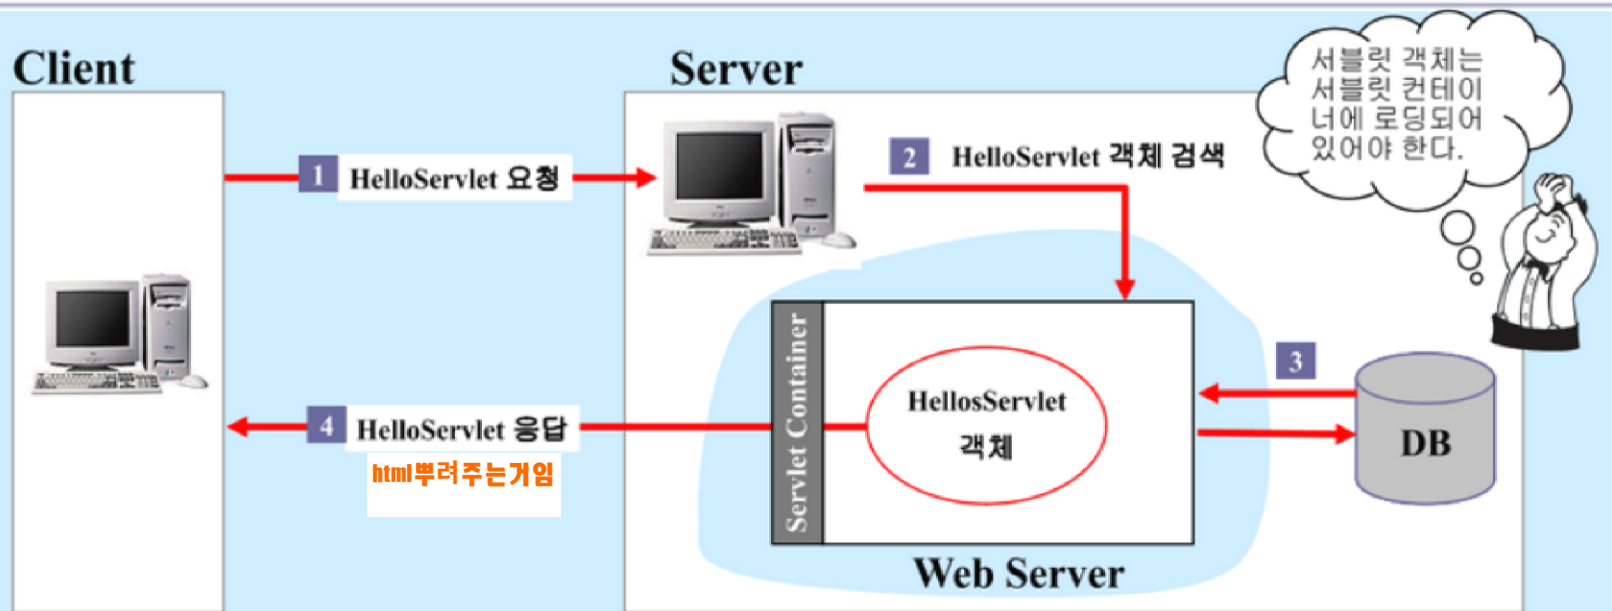 Client
Server
서블릿 객체는
서블릿 컨테이
너에 로딩되어
있어야 한다.
1 HelloServlet 요청
2 HelloServlet 객체 검색
3
Servlet Container
HellosServlet
객체
DB
4 HelloServlet 응답
html뿌려주는거임
Web Server